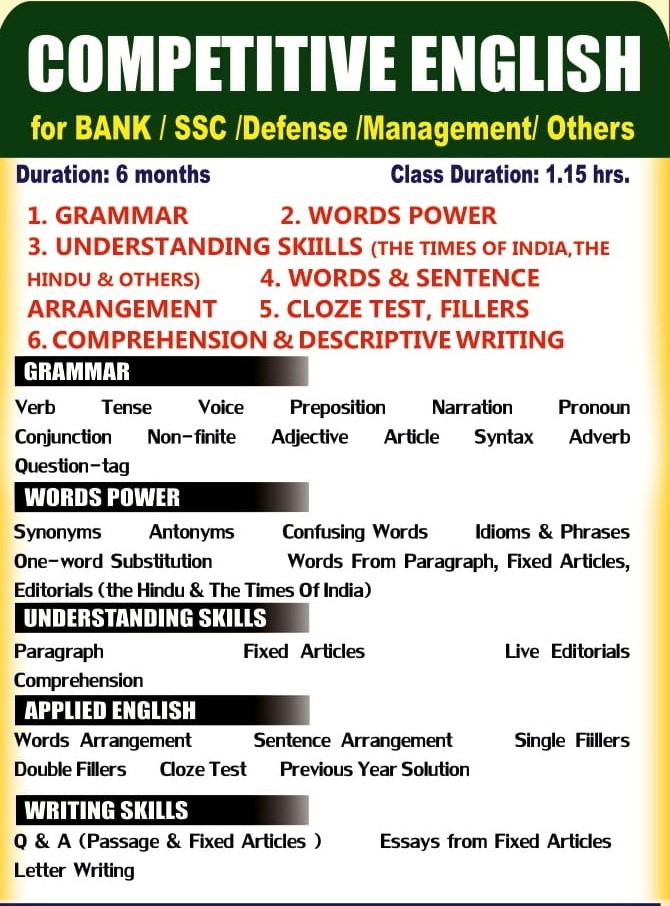 COMPETITIVE ENGLISH
for BANK / SSC /Defense /Management/ Others
Duration: 6 months Class Duration: 1.15 hrs.
1. GRAMMAR 2. WORDS POWER
3. UNDERSTANDING SKIILLS (THE TIMES OF INDIA,THE
HINDU & OTHERS) 4. WORDS & SENTENCE
ARRANGEMENT 5. CLOZE TEST, FILLERS
6. COMPREHENSION & DESCRIPTIVE WRITING
GRAMMAR
Verb Tense Voice Preposition Narration Pronoun
Conjunction Non-finite Adjective Article Syntax Adverb
Question-tag
WORDS POWER
Synonyms Antonyms Confusing Words Idioms & Phrases
One-word Substitution Words From Paragraph, Fixed Articles,
Editorials (the Hindu & The Times Of India)
UNDERSTANDING SKILLS
Paragraph Fixed Articles Live Editorials
Comprehension
APPLIED ENGLISH
Words Arrangement Sentence Arrangement Single Fiillers
Double Fillers Cloze Test Previous Year Solution
WRITING SKILLS
Q & A (Passage & Fixed Articles ) Essays from Fixed Articles
Letter Writing